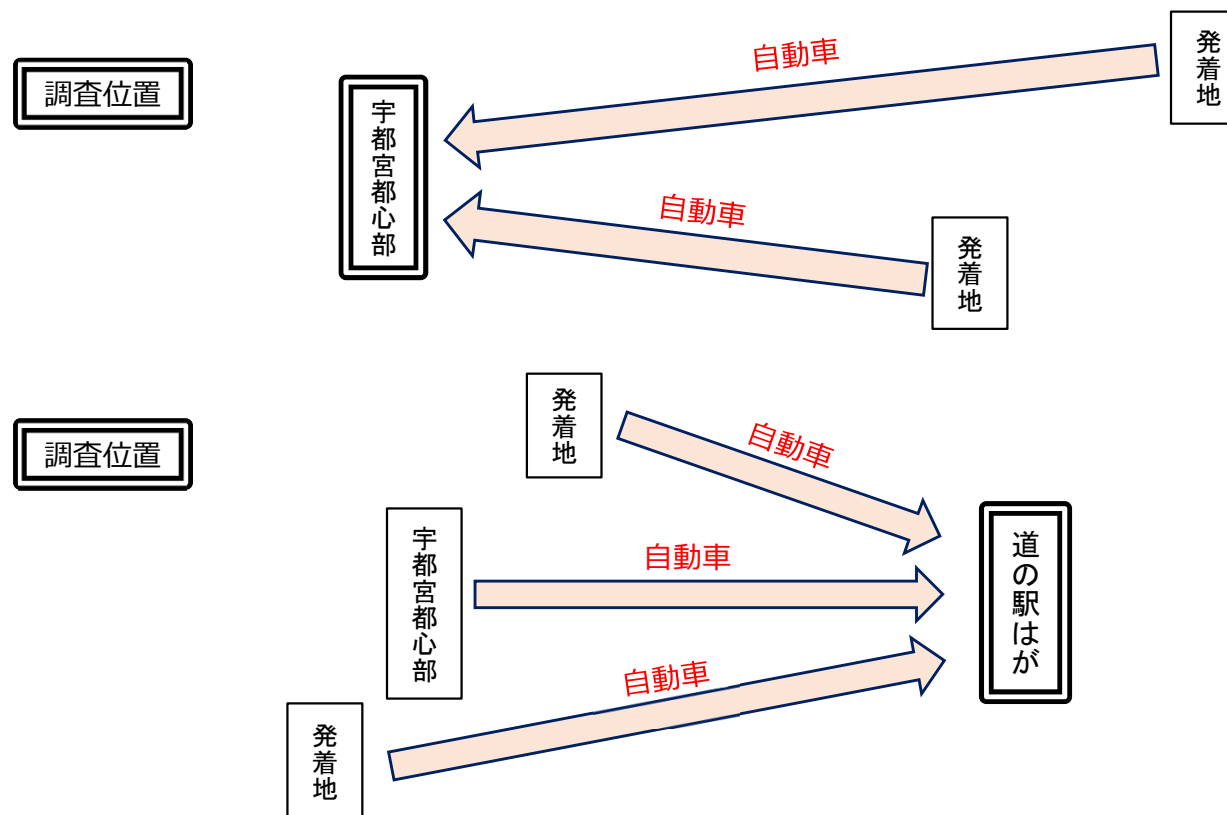 発着地
自動車
調査位置
宇都宮都心部
自動車
発着地
発着地
自動車
調査位置
道の駅はが
宇都宮都心部
自動車
自動車
発着地